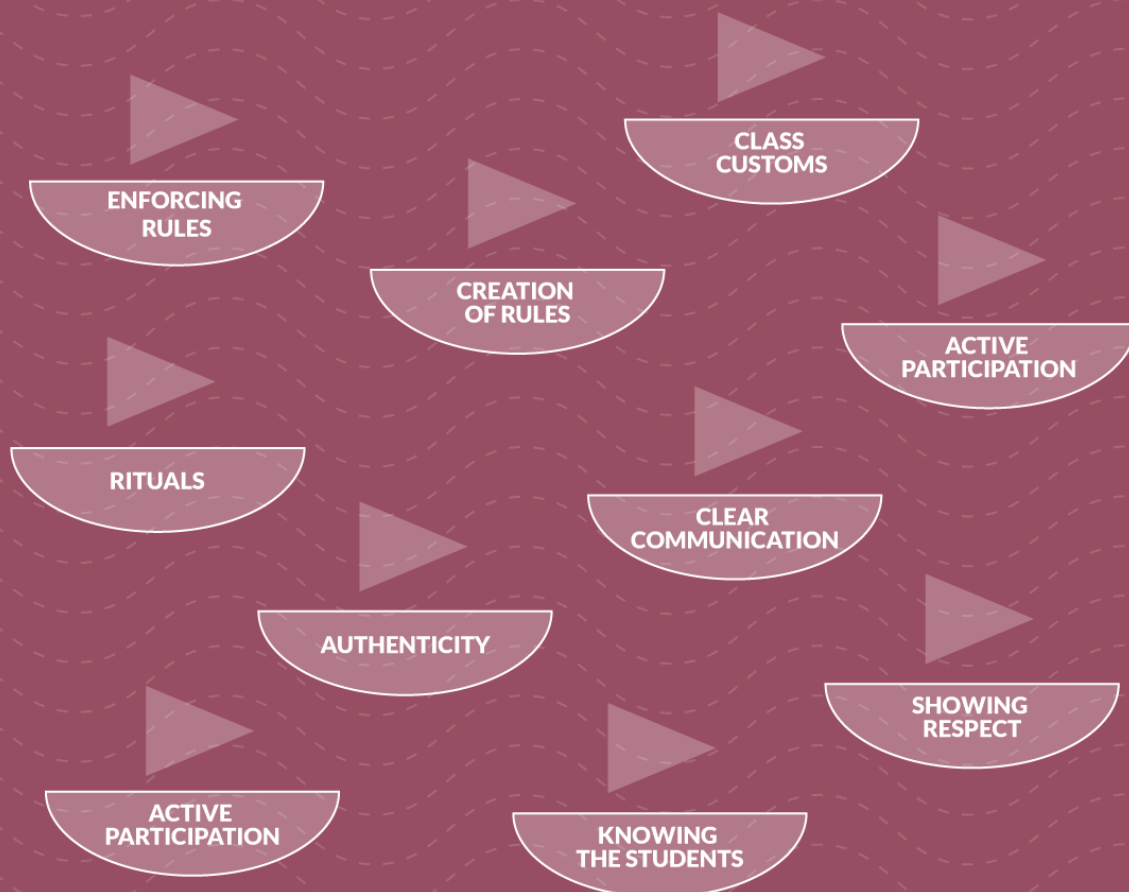 CLASS
CUSTOMS
ENFORCING
RULES
CREATION
OF RULES
ACTIVE
PARTICIPATION
RITUALS
CLEAR
COMMUNICATION
AUTHENTICITY
SHOWING
RESPECT
ACTIVE
PARTICIPATION
KNOWING
THE STUDENTS